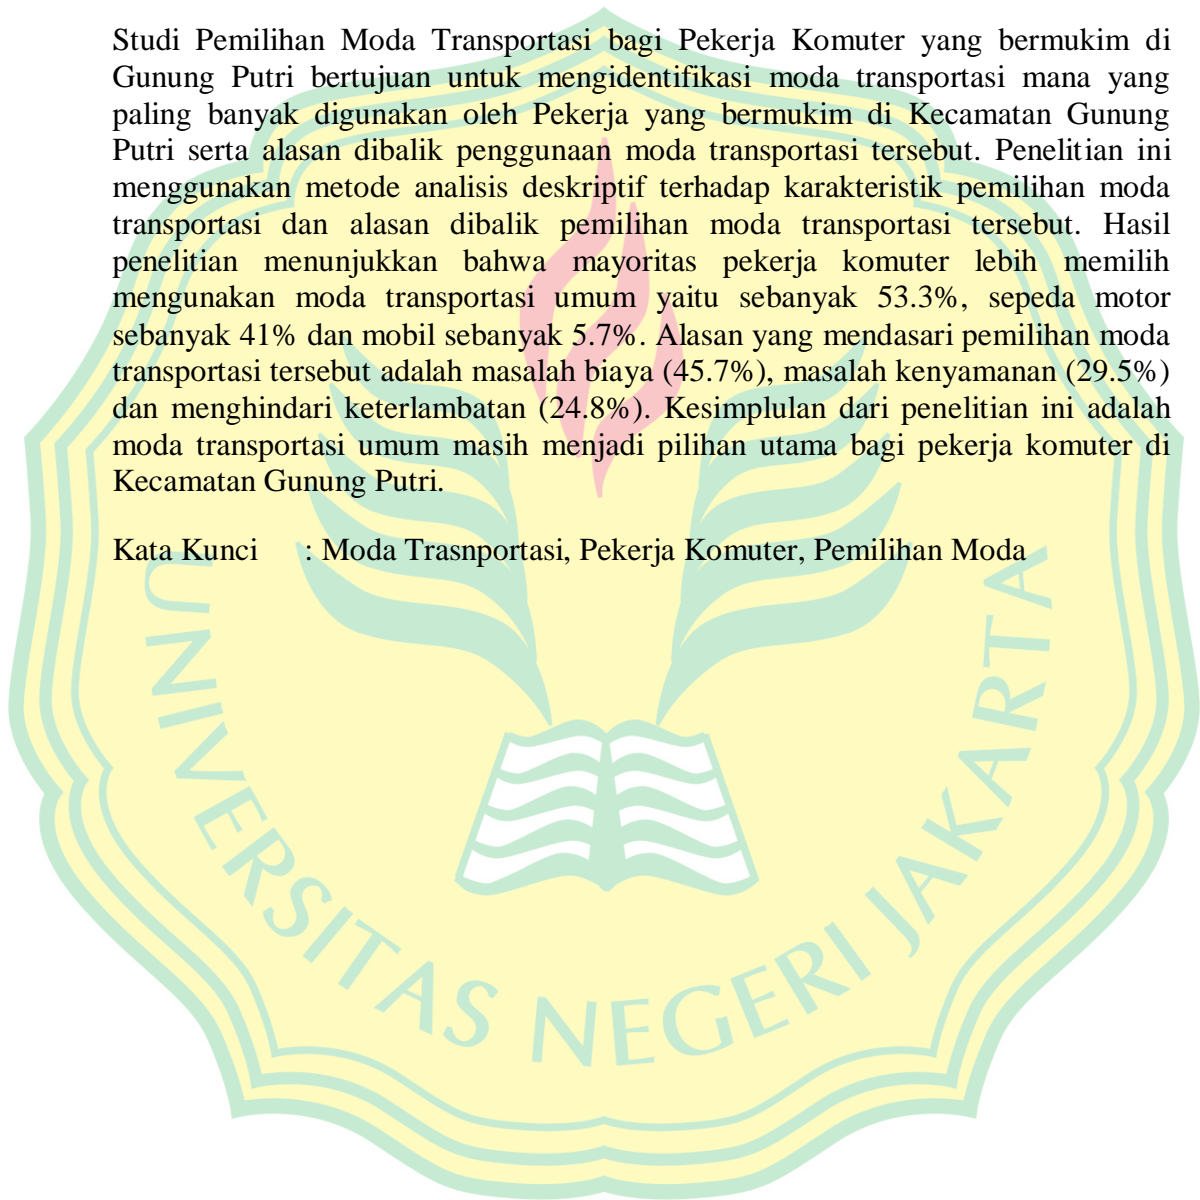 Studi Pemilihan Moda Transportasi bagi Pekerja Komuter yang bermukim di
Gunung Putri bertujuan untuk mengidentifikasi moda transportasi mana yang
paling banyak digunakan oleh Pekerja yang bermukim di Kecamatan Gunung
Putri serta alasan dibalik penggunaan moda transportasi tersebut. Penelitian ini
menggunakan metode analisis deskriptif terhadap karakteristik pemilihan moda
transportasi dan alasan dibalik pemilihan moda transportasi tersebut. Hasil
penelitian menunjukkan bahwa mayoritas pekerja komuter lebih memilih
mengunakan moda transportasi umum yaitu sebanyak 53.3%, sepeda motor
sebanyak 41% dan mobil sebanyak 5.7%. Alasan yang mendasari pemilihan moda
transportasi tersebut adalah masalah biaya (45.7%), masalah kenyamanan (29.5%)
dan menghindari keterlambatan (24.8%). Kesimplulan dari penelitian ini adalah
moda transportasi umum masih menjadi pilihan utama bagi pekerja komuter di
Kecamatan Gunung Putri.
Kata Kunci : Moda Trasnportasi, Pekerja Komuter, Pemilihan Moda
UNIVERSITAS NEGERI JAKARTA